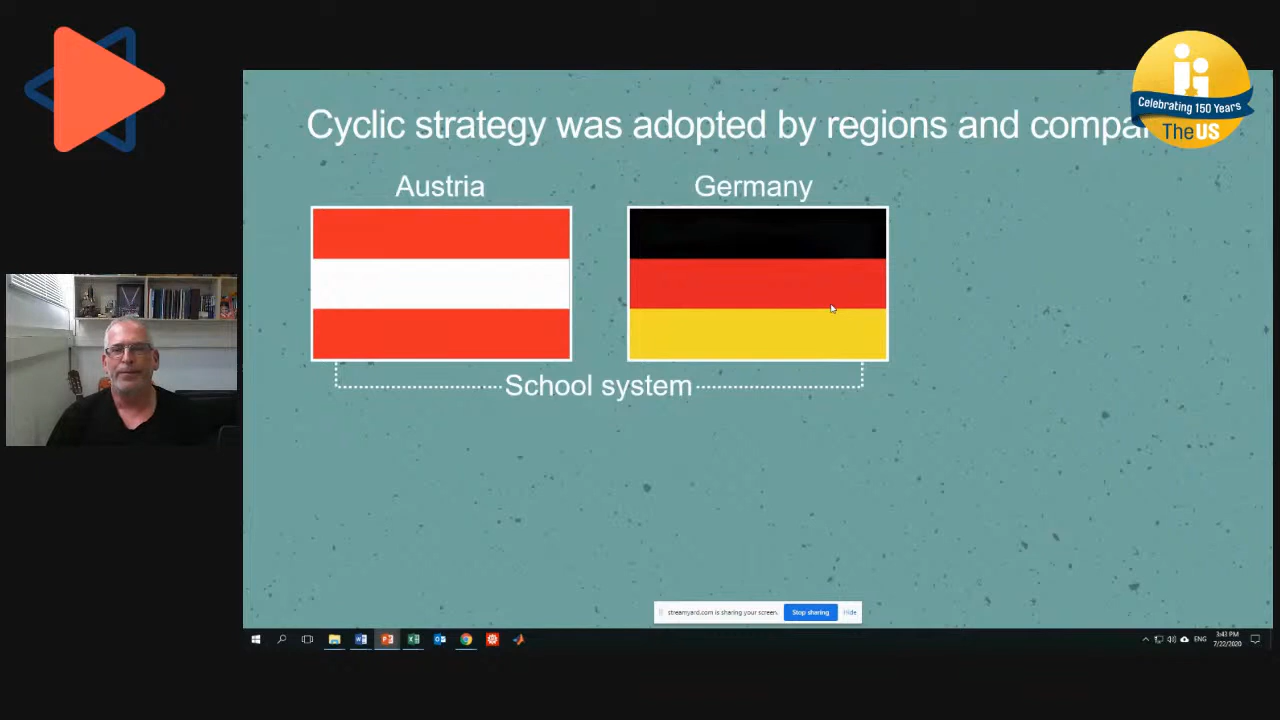 Celebrating 150 Years
The US
Cyclic strategy was adopted by regions and compa
Austria
Germany
School system
streamyard.com is sharing your screen.
Stop sharing
Hide
ENG
3:43 PM
7/22/2020